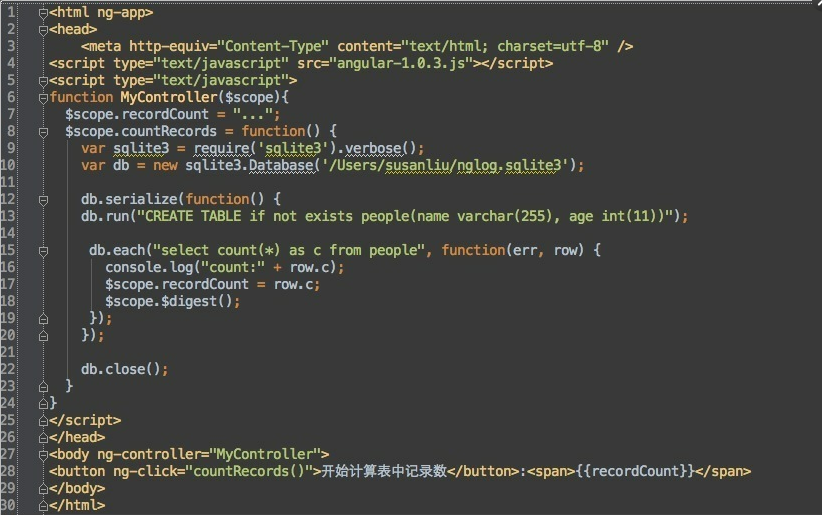 1 <html ng-app>
2 <head>
3     <meta http-equiv="Content-Type" content="text/html; charset=utf-8" />
4 <script type="text/javascript" src="angular-1.0.3.js"></script>
5 <script type="text/javascript">
6 function MyController($scope){
7   $scope.recordCount = "...";
8   $scope.countRecords = function() {
9     var sqlite3 = require('sqlite3').verbose();
10     var db = new sqlite3.Database('/Users/susanliu/nglog.sqlite3');
11
12     db.serialize(function() {
13     db.run("CREATE TABLE if not exists people(name varchar(255), age int(11))");
14
15      db.each("select count(*) as c from people", function(err, row) {
16        console.log("count:" + row.c);
17        $scope.recordCount = row.c;
18        $scope.$digest();
19      });
20     });
21
22     db.close();
23   }
24 }
25 </script>
26 </head>
27 <body ng-controller="MyController">
28 <button ng-click="countRecords()">开始计算表中记录数</button>:<span>{{recordCount}}</span>
29 </body>
30 </html>